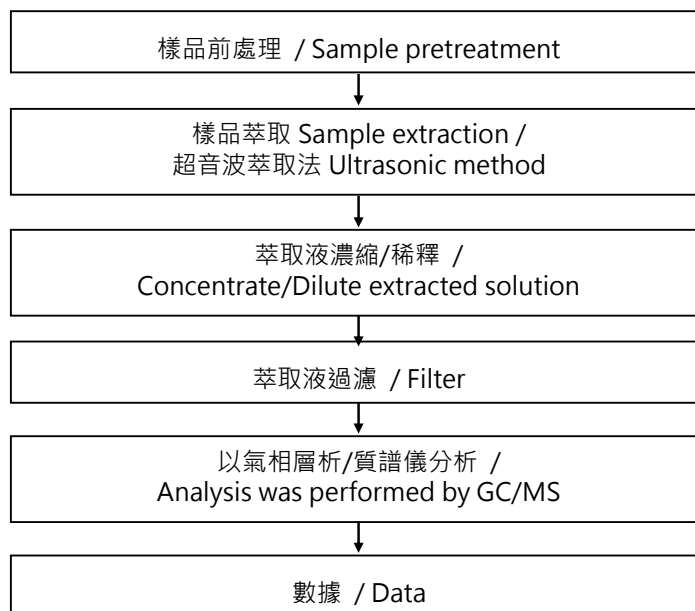 樣品前處理 / Sample pretreatment
樣品萃取 Sample extraction /
超音波萃取法 Ultrasonic method
萃取液濃縮/稀釋 /
Concentrate/Dilute extracted solution
萃取液過濾 / Filter
以氣相層析/質譜儀分析 /
Analysis was performed by GC/MS
數據 / Data